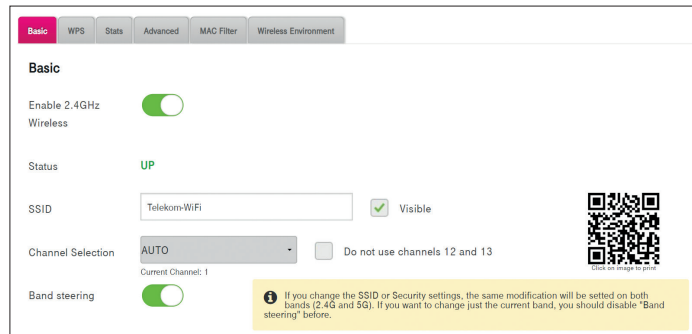 Basic WPS Stats Advanced MAC Filter Wireless Environment
Basic
Enable 2.4GHz
Wireless
Status UP
SSID Telekom-WiFi Visible
Channel Selection AUTO Do not use channels 12 and 13
Current Channel: 1
Click on image to print
Band steering
If you change the SSID or Security settings, the same modification will be setted on both
bands (2.4G and 5G). If you want to change just the current band, you should disable "Band
steering" before.